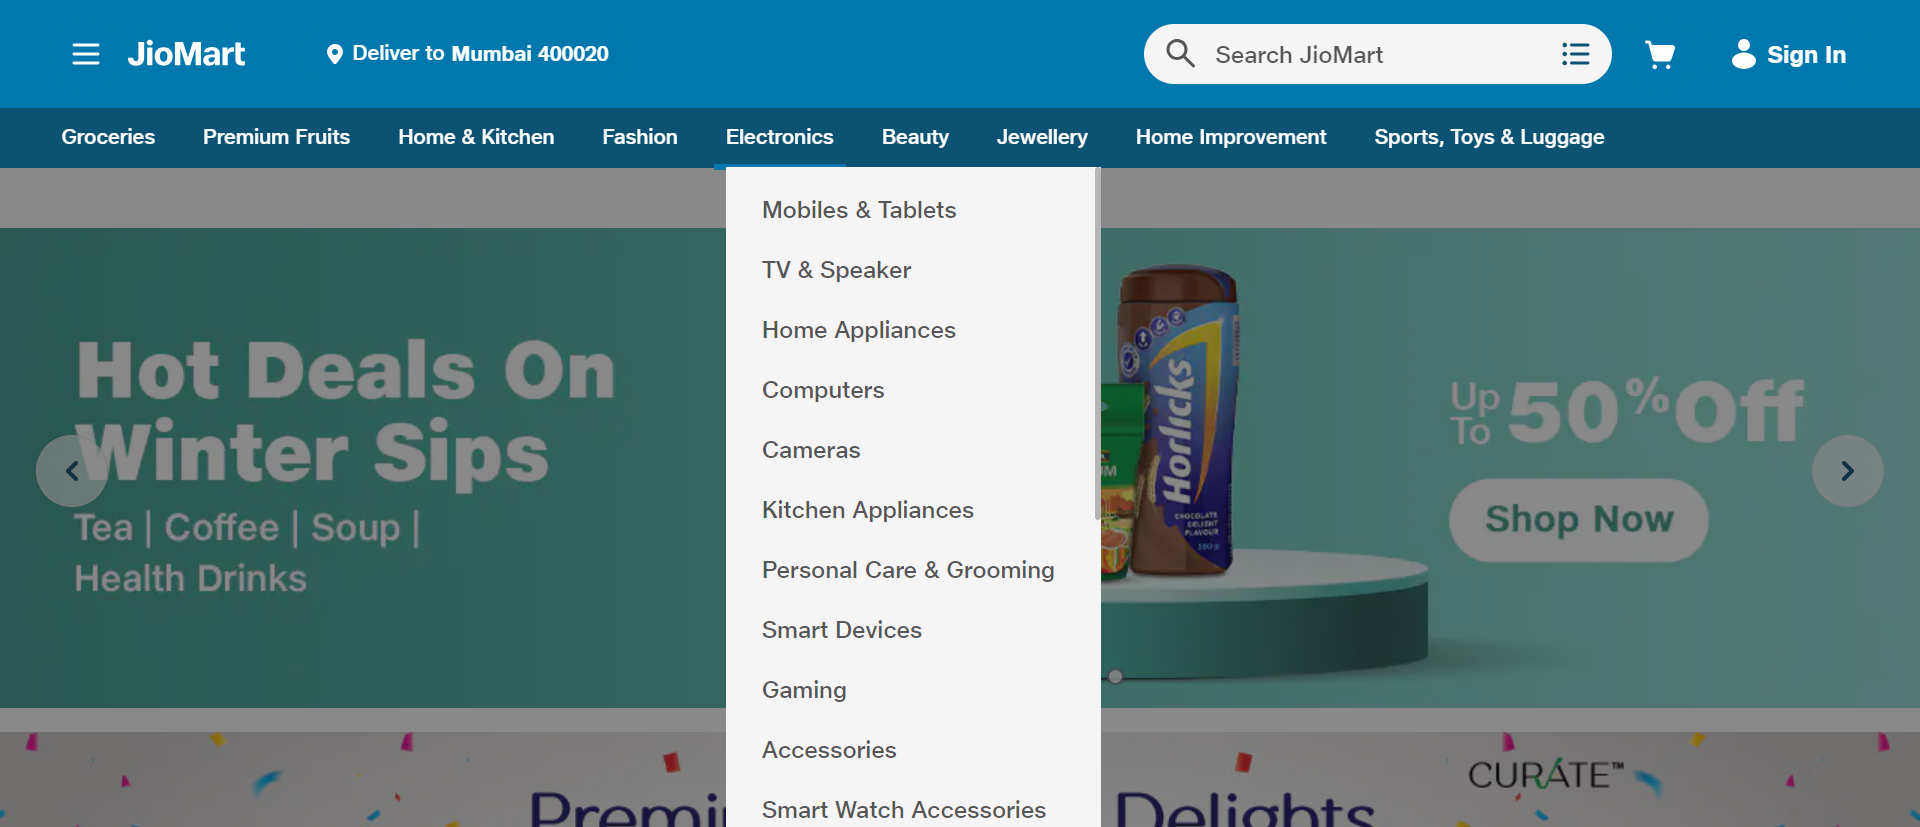 JioMart
Deliver to Mumbai 400020
Search JioMart
Sign In
Groceries
Premium Fruits
Home & Kitchen
Fashion
Electronics
Beauty
Jewellery
Home Improvement
Sports, Toys & Luggage
Mobiles & Tablets
TV & Speaker
Home Appliances
Computers
Cameras
Kitchen Appliances
Personal Care & Grooming
Smart Devices
Gaming
Accessories
Smart Watch Accessories
Hot Deals On
Winter Sips
Tea | Coffee | Soup |
Health Drinks
Horlicks
CHOCOLATE
DELIGHT
FLAVOUR
Up To 50% Off
Shop Now
CURATE™
Delights